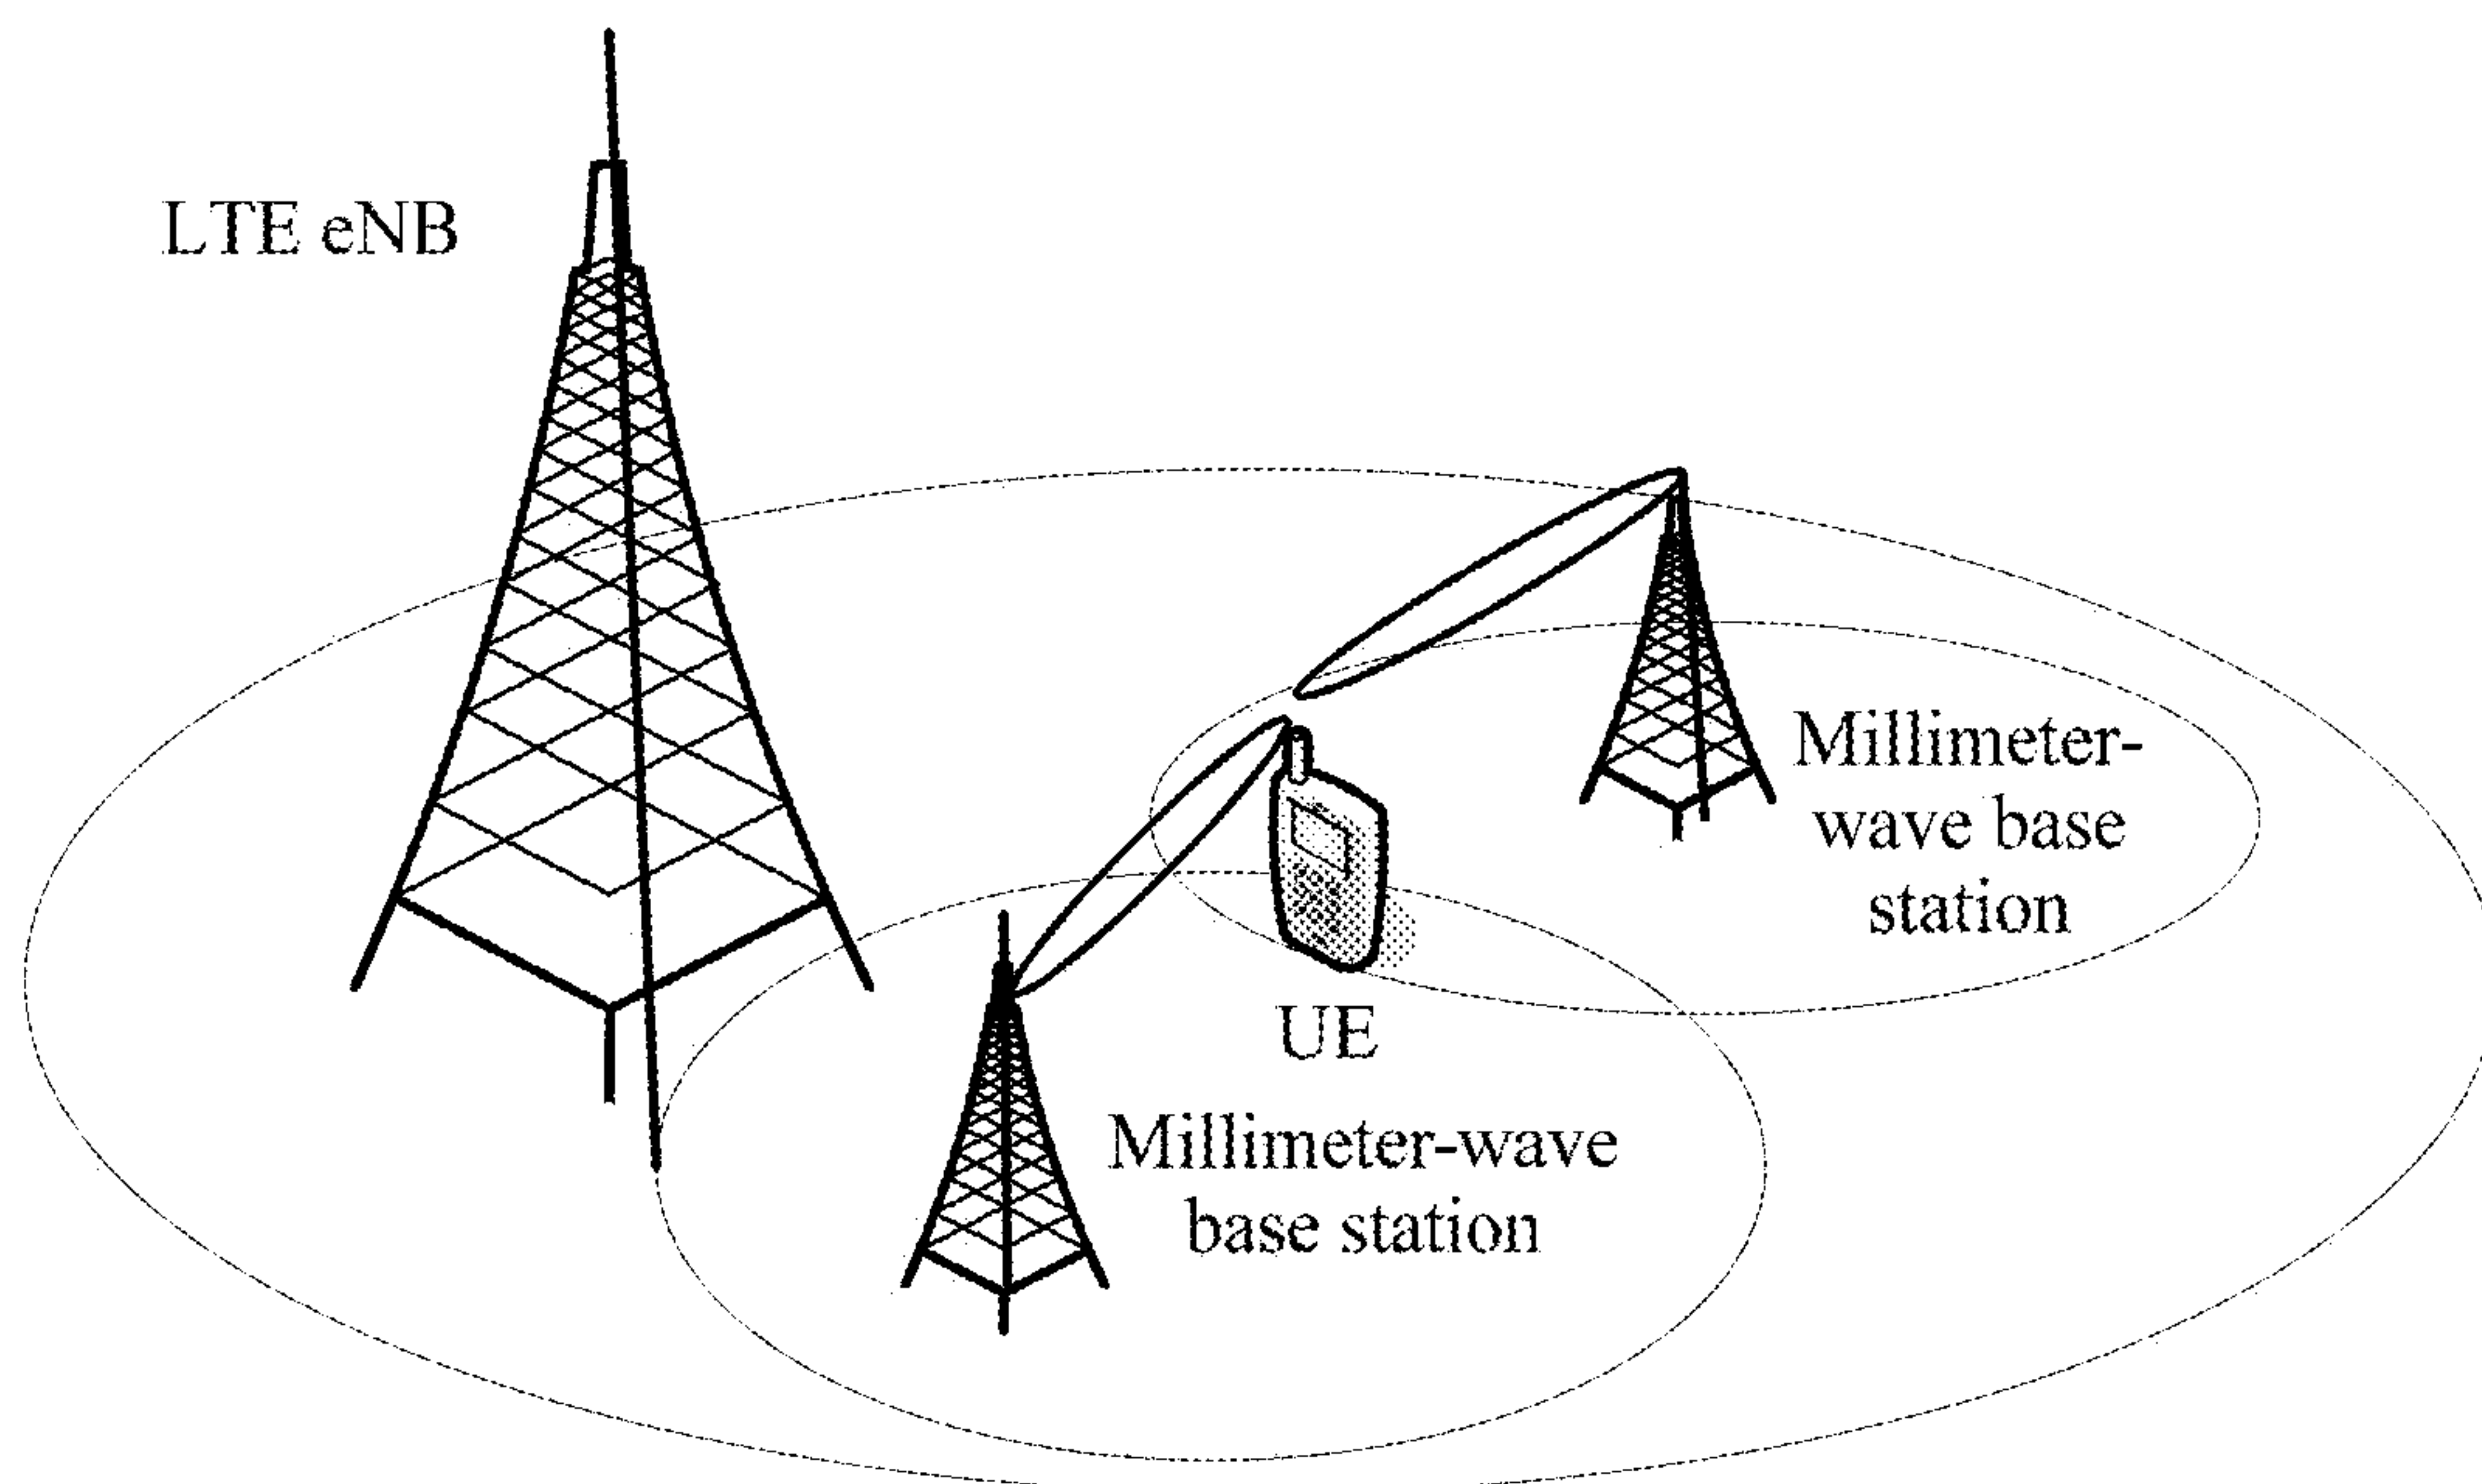 LTE eNB
Millimeter-
wave base
station
UE
Millimeter-wave
base station